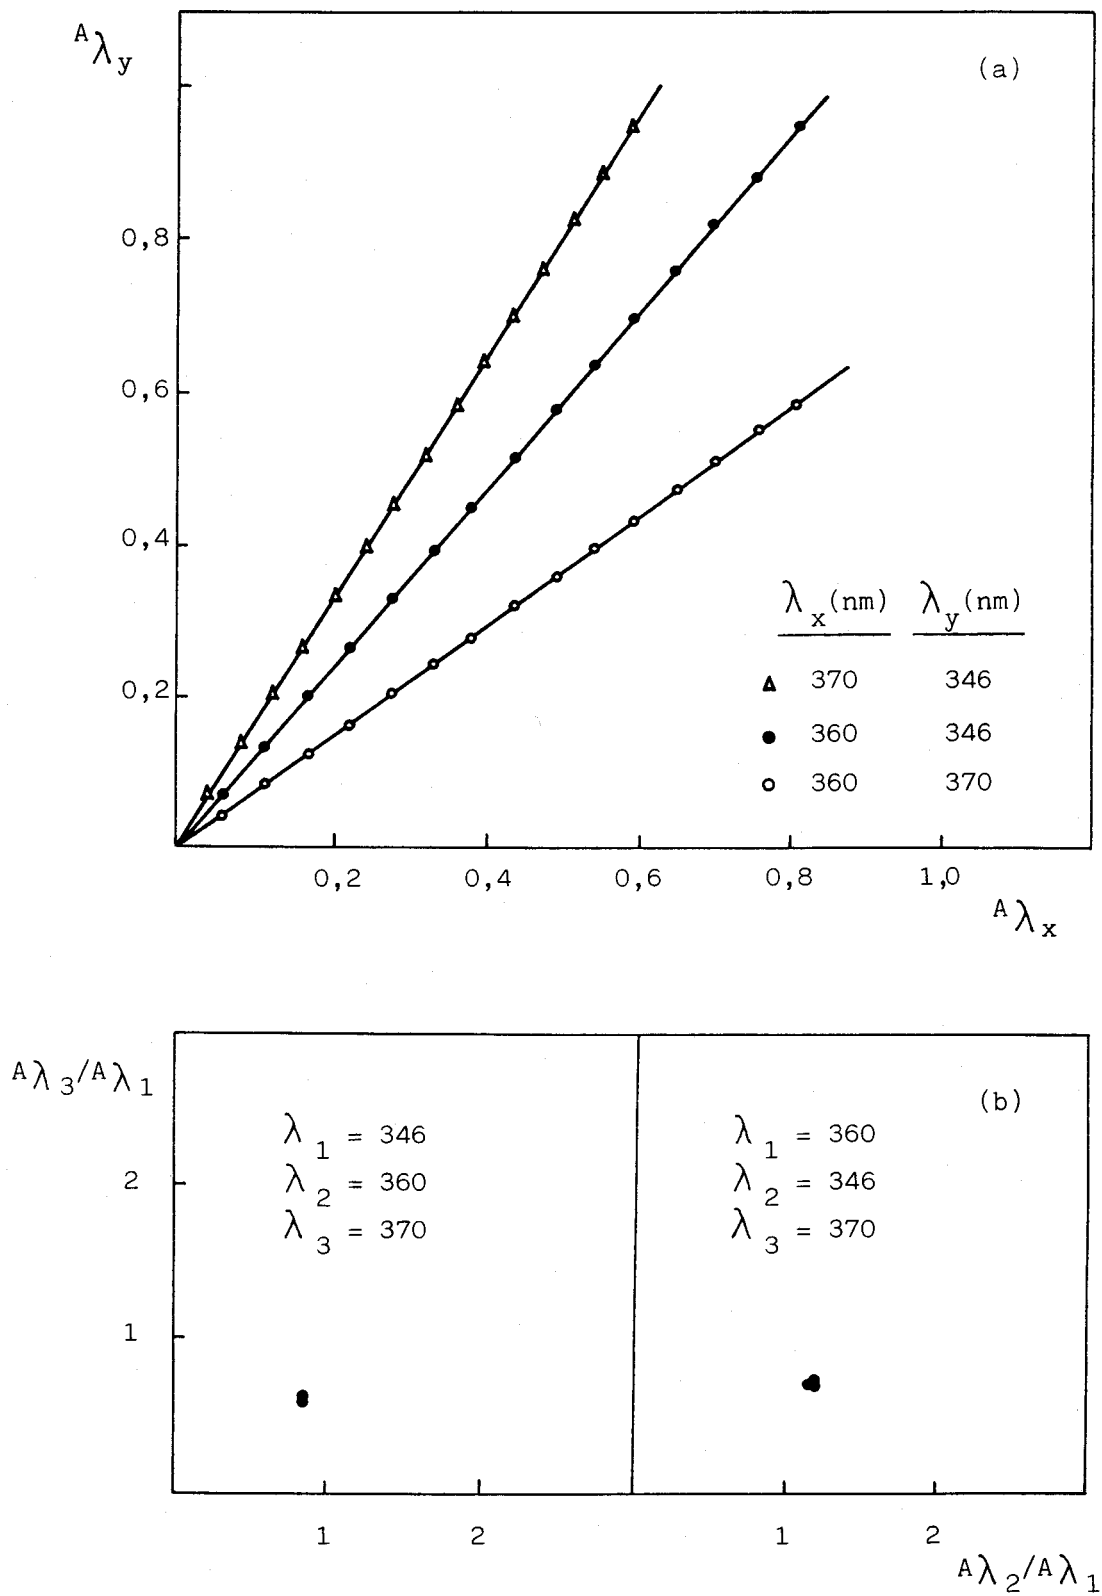 Aλy
(a)
0,8
0,6
0,4
0,2
λx(nm) λy(nm)
370 346
360 346
360 370
0,2 0,4 0,6 0,8 1,0
Aλx
Aλ3/Aλ1
(b)
λ1 = 346 λ1 = 360
λ2 = 360 λ2 = 346
λ3 = 370 λ3 = 370
2
1
1 2 1 2
Aλ2/Aλ1